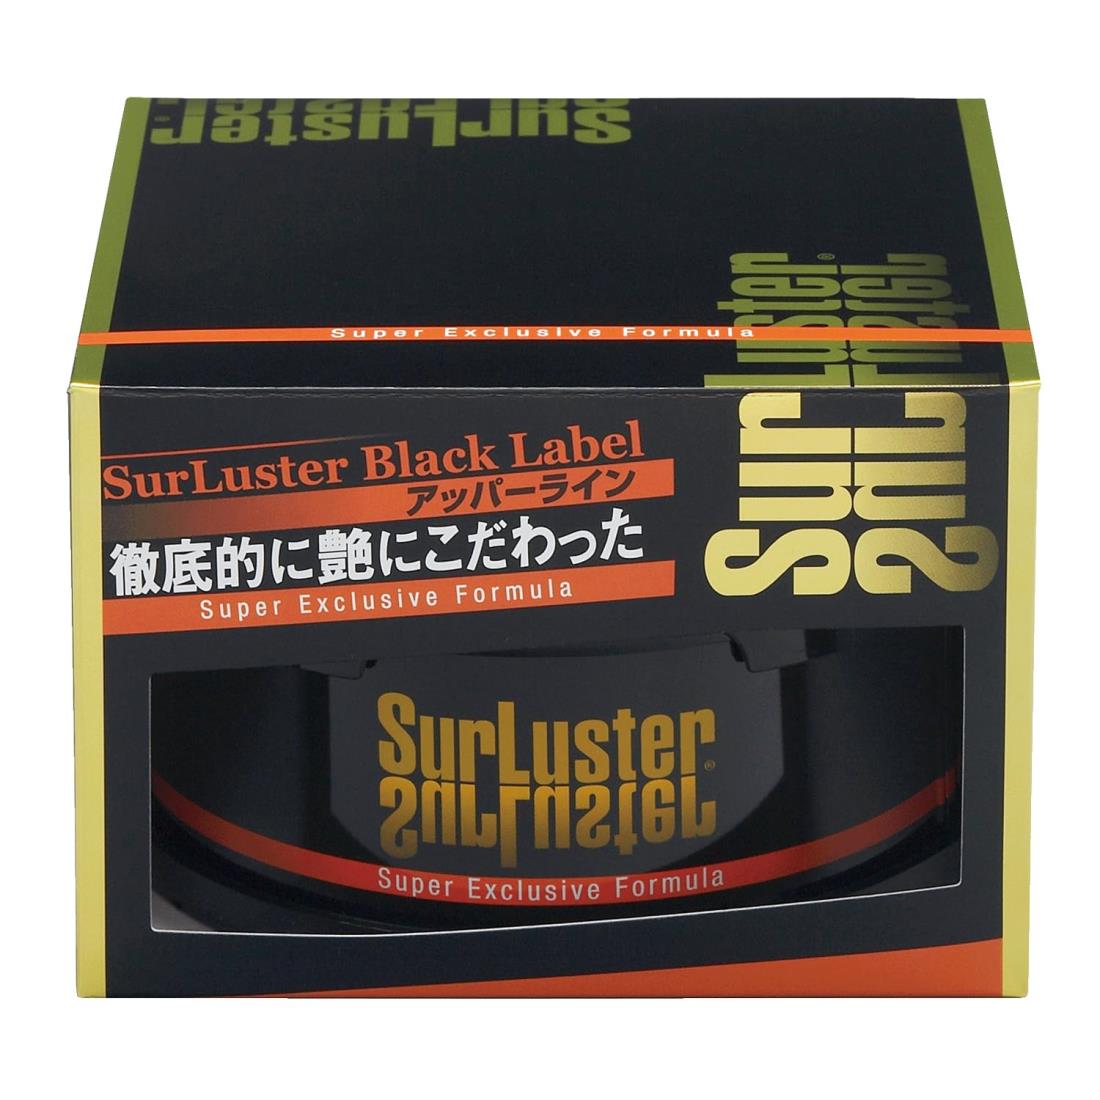 SurLuster®
SurLuster®
Super Exclusive Formula
SurLuster Black Label
アッパーライン
徹底的に艶にこだわった
Super Exclusive Formula
SurLuster®
Super Exclusive Formula